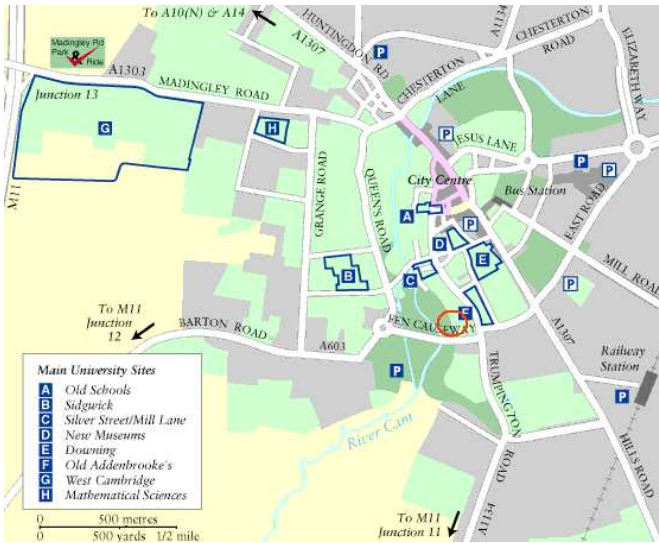 To A10(N) & A14
A1307
HUNTINGDON RD
P
A1134
CHESTERTON
ROAD
ELIZABETH WAY
Madingley Rd
Park & Ride
A1303
MADINGLEY ROAD
Junction 13
CHESTERTON
LANE
G
H
P
JESUS LANE
P
P
M11
GRANGE ROAD
QUEEN'S ROAD
City Centre
Bus Station
EAST ROAD
A
P
D
E
B
C
MILL ROAD
P
F
FEN CAUSEWAY
To M11
Junction
12
BARTON ROAD
A603
P
A1307
Railway
Station
P
TRUMPINGTON
ROAD
HILLS ROAD
River Cam
Main University Sites
A Old Schools
B Sidgwick
C Silver Street/Mill Lane
D New Museums
E Downing
F Old Addenbrooke's
G West Cambridge
H Mathematical Sciences
0 500 metres
0 500 yards 1/2 mile
To M11
Junction 11
A1134